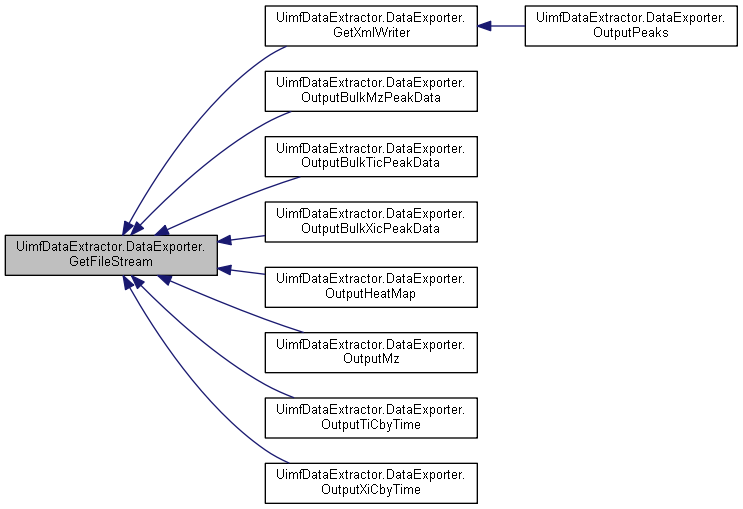 UimfDataExtractor.DataExporter.
GetXmlWriter
UimfDataExtractor.DataExporter.
OutputPeaks
UimfDataExtractor.DataExporter.
OutputBulkMzPeakData
UimfDataExtractor.DataExporter.
OutputBulkTicPeakData
UimfDataExtractor.DataExporter.
OutputBulkXicPeakData
UimfDataExtractor.DataExporter.
GetFileStream
UimfDataExtractor.DataExporter.
OutputHeatMap
UimfDataExtractor.DataExporter.
OutputMz
UimfDataExtractor.DataExporter.
OutputTiCbyTime
UimfDataExtractor.DataExporter.
OutputXiCbyTime